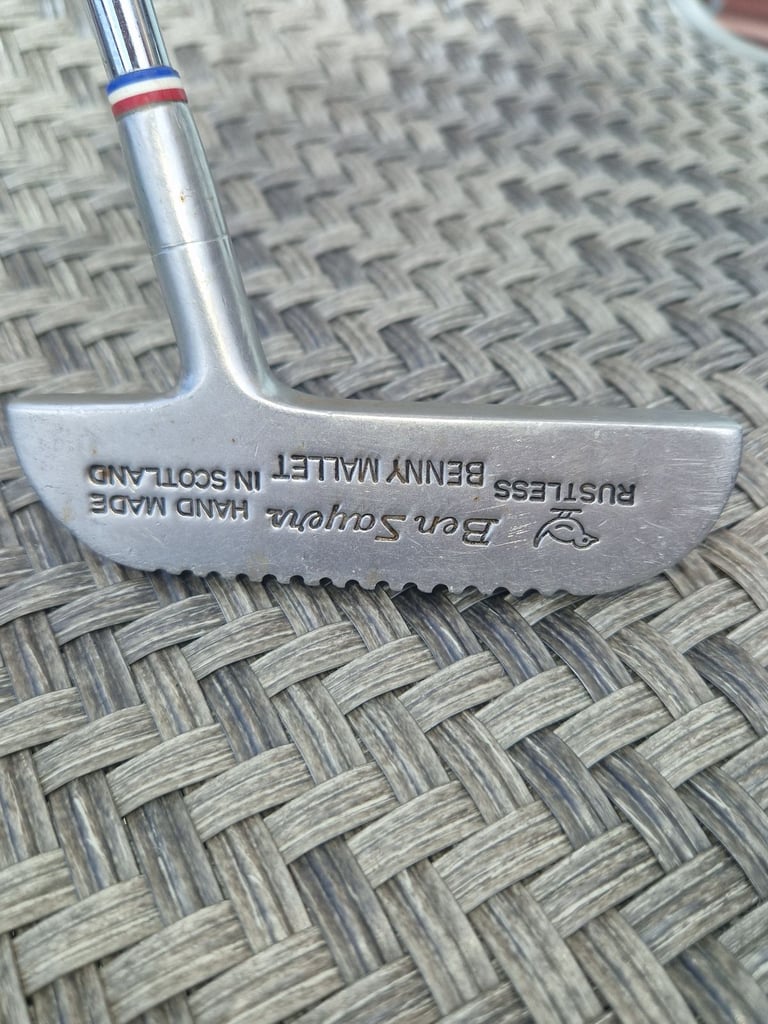 Ben Sayers HAND MADE
RUSTLESS BENNY MALLET IN SCOTLAND